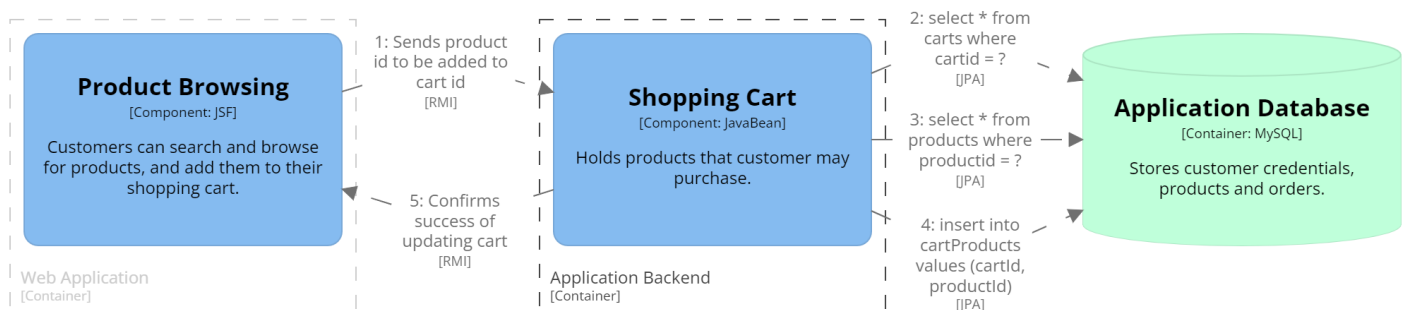 Product Browsing
[Component: JSF]
Customers can search and browse
for products, and add them to their
shopping cart.
Web Application
[Container]
1: Sends product
id to be added to
cart id
[RMI]
5: Confirms
success of
updating cart
[RMI]
Shopping Cart
[Component: JavaBean]
Holds products that customer may
purchase.
Application Backend
[Container]
2: select * from
carts where
cartid = ?
[JPA]
3: select * from
products where
productid = ?
[JPA]
4: insert into
cartProducts
values (cartId,
productId)
[JPA]
Application Database
[Container: MySQL]
Stores customer credentials,
products and orders.